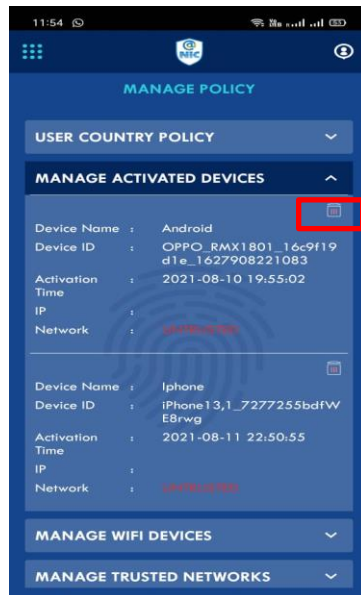 11:54
@
NIC
MANAGE POLICY
USER COUNTRY POLICY
MANAGE ACTIVATED DEVICES
Device Name : Android
Device ID : OPPO_RMX1801_16c9f19
d1e_1627908221083
Activation : 2021-08-10 19:55:02
Time
IP :
Network :
Device Name : Iphone
Device ID : iPhone13,1_7277255bdfW
E8rwg
Activation : 2021-08-11 22:50:55
Time
IP :
Network :
MANAGE WIFI DEVICES
MANAGE TRUSTED NETWORKS